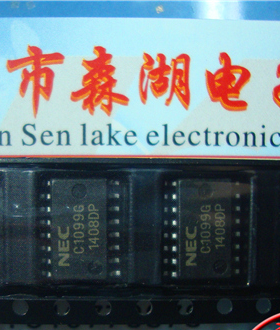 市森湖电
n Sen lake electronic
NEC
C1099G
1408DP
NEC
C1099G
1408DP